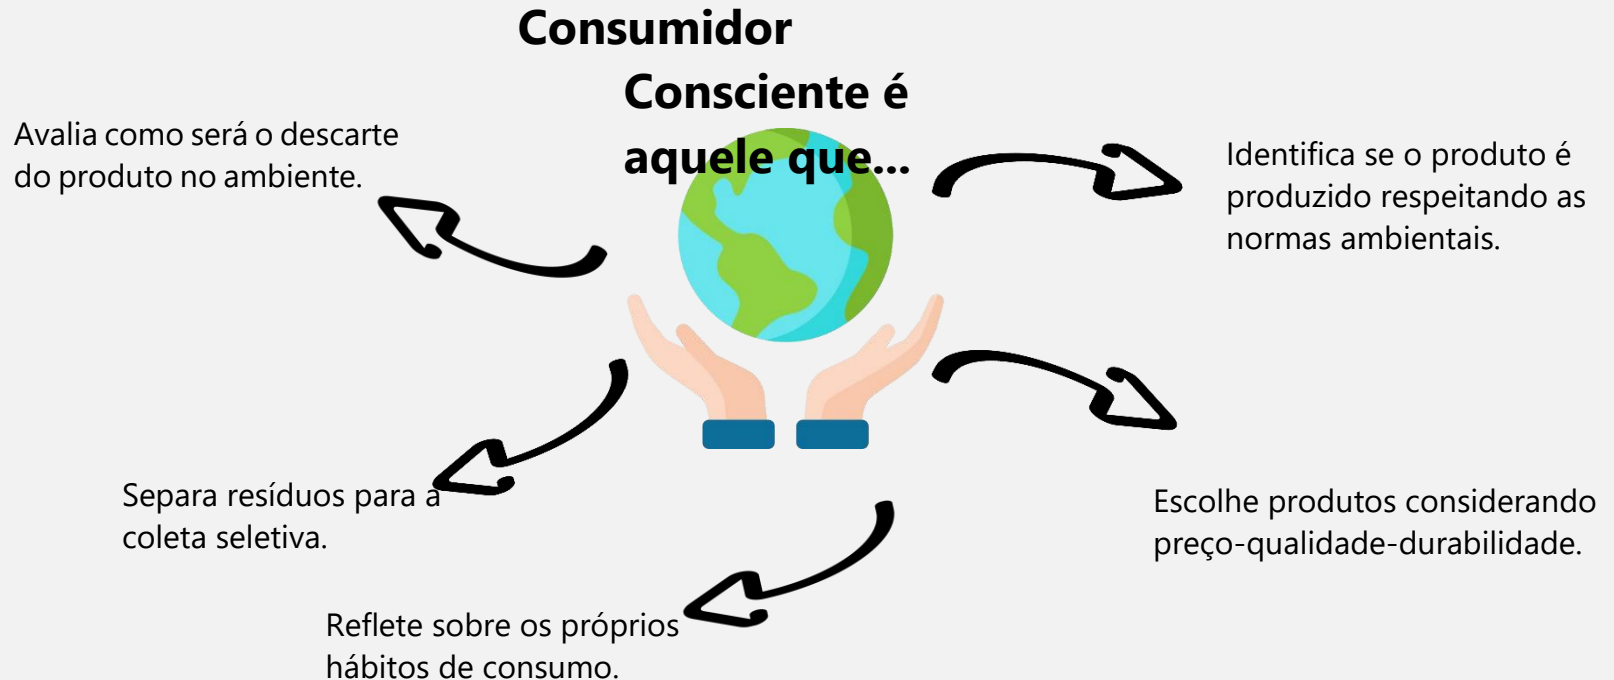 Consumidor
Consciente é
aquele que...
Avalia como será o descarte
do produto no ambiente.
Identifica se o produto é
produzido respeitando as
normas ambientais.
Separa resíduos para a
coleta seletiva.
Escolhe produtos considerando
preço-qualidade-durabilidade.
Reflete sobre os próprios
hábitos de consumo.